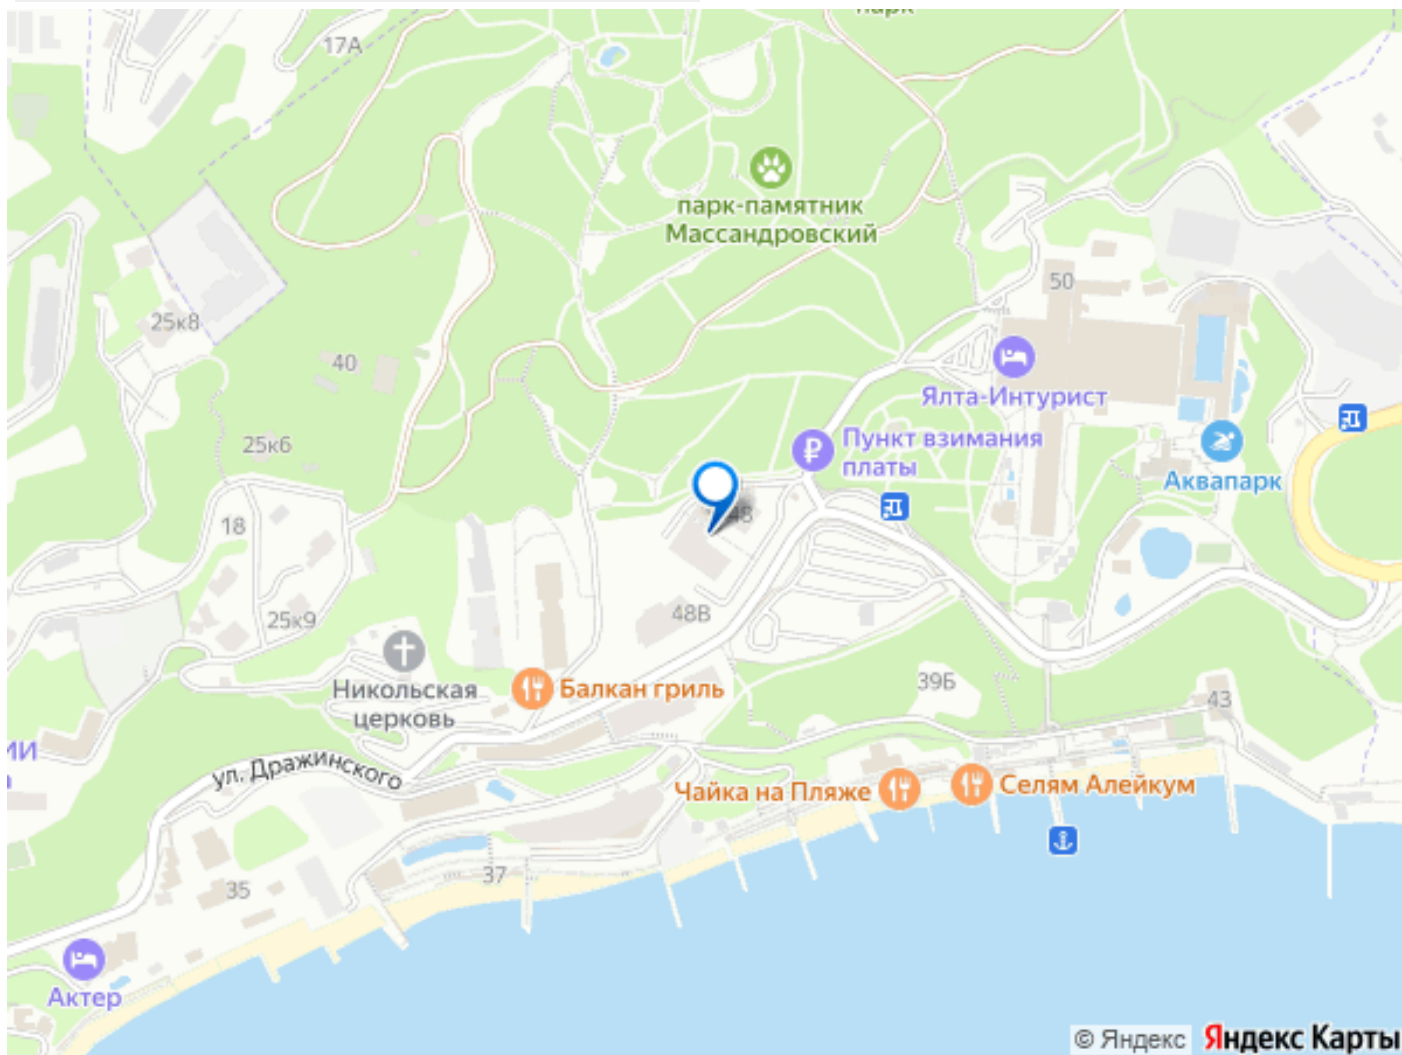 парк
17А
парк-памятник
Массандровский
50
25к8
40
Ялта-Интурист
25к6
Пункт взимания
платы
Аквапарк
18
48
25к9
48В
Никольская
церковь
Балкан гриль
39Б
43
ул. Дражинского
Чайка на Пляже
Селям Алейкум
37
35
Актер
© Яндекс
Яндекс Карты